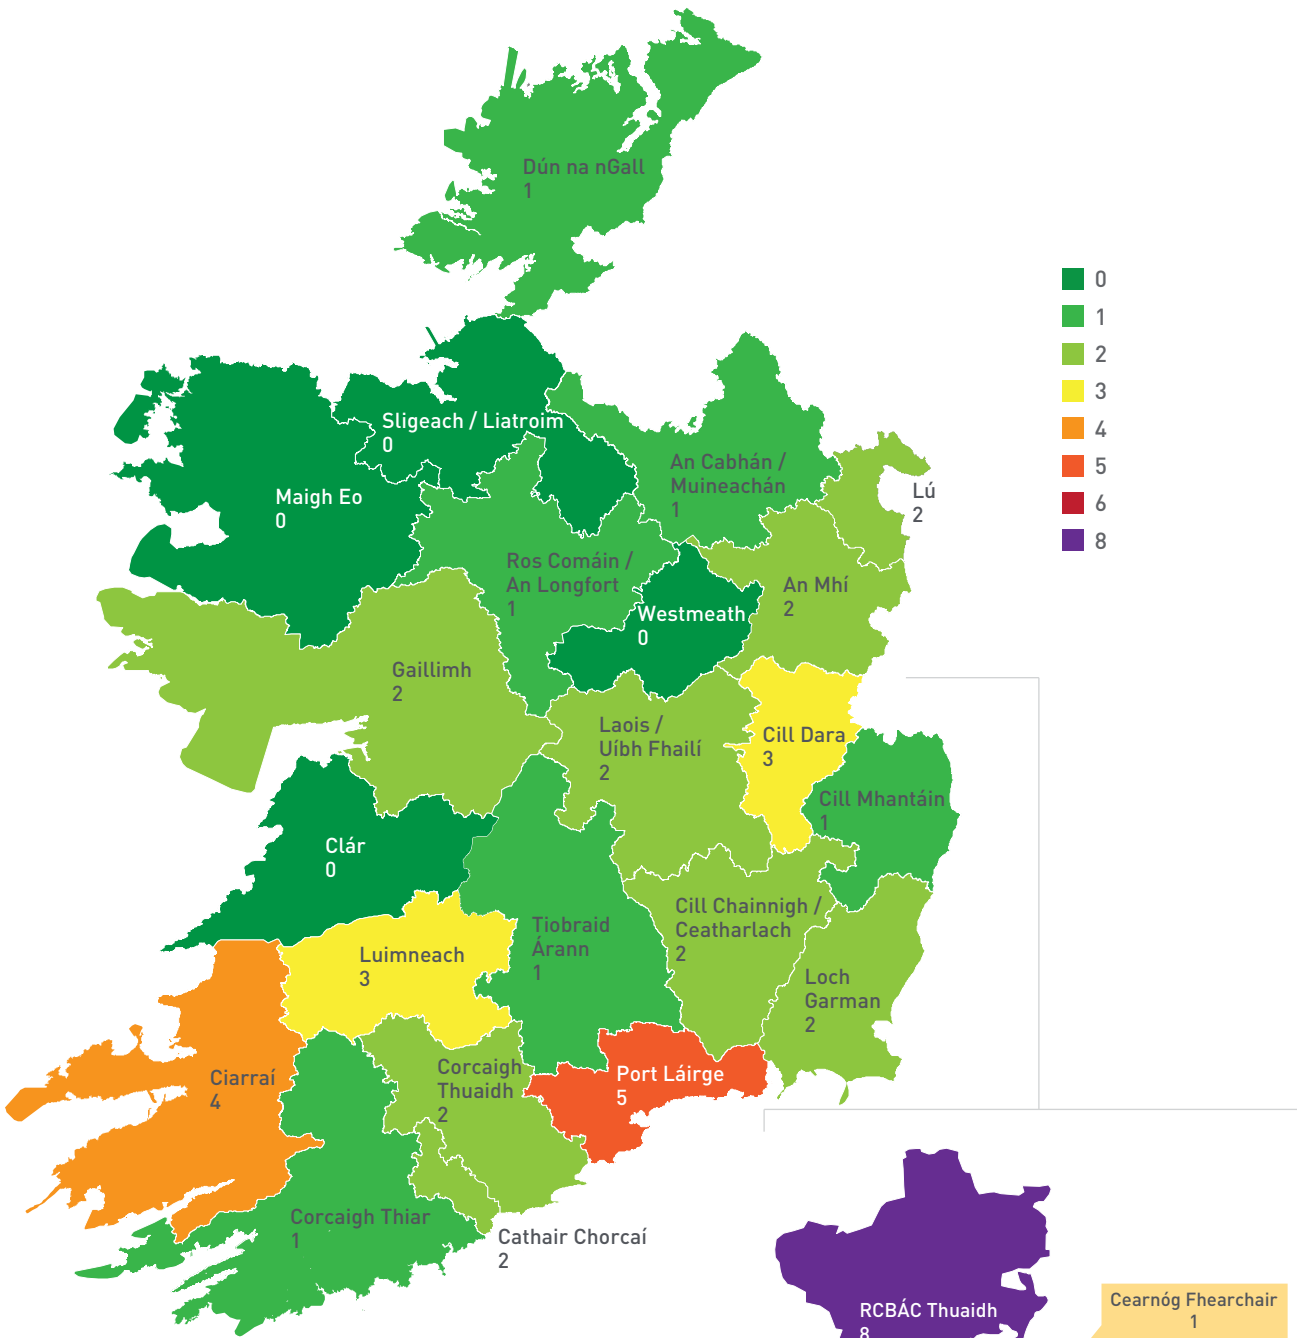 Dún na nGall
1
0
1
2
3
4
5
6
8
Sligeach / Liatroim
0
Maigh Eo
0
An Cabhán /
Muineachán
1
Lú
2
Ros Comáin /
An Longfort
1
An Mhí
2
Westmeath
0
Gaillimh
2
Laois /
Uíbh Fhailí
2
Cill Dara
3
Cill Mhantáin
1
Clár
0
Cill Chainnigh /
Ceatharlach
2
Tiobraid
Árann
1
Luimneach
3
Loch
Garman
2
Ciarraí
4
Corcaigh
Thuaidh
2
Port Láirge
5
Corcaigh Thiar
1
Cathair Chorcaí
2
RCBÁC Thuaidh
8
Cearnóg Fhearchair
1